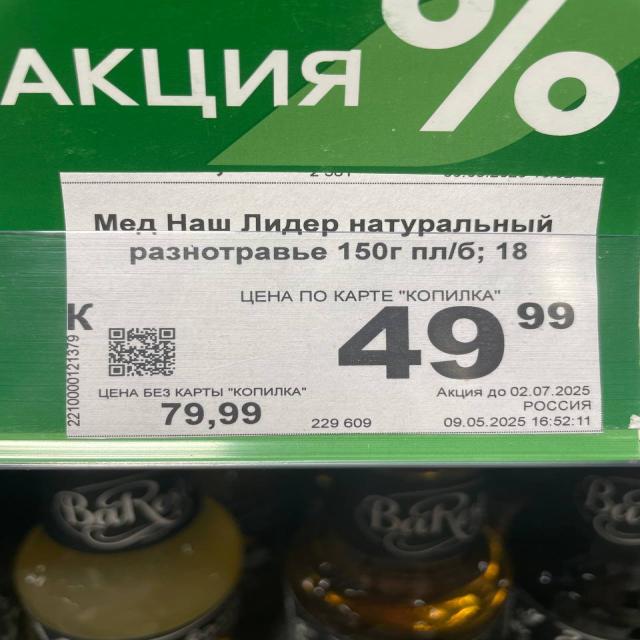 АКЦИЯ %
Мед Наш Лидер натуральный
разнотравье 150г пл/б; 18
ЦЕНА ПО КАРТЕ "КОПИЛКА"
49 99
К
2210000121379
ЦЕНА БЕЗ КАРТЫ "КОПИЛКА"
79,99
229 609
Акция до 02.07.2025
РОССИЯ
09.05.2025 16:52:11